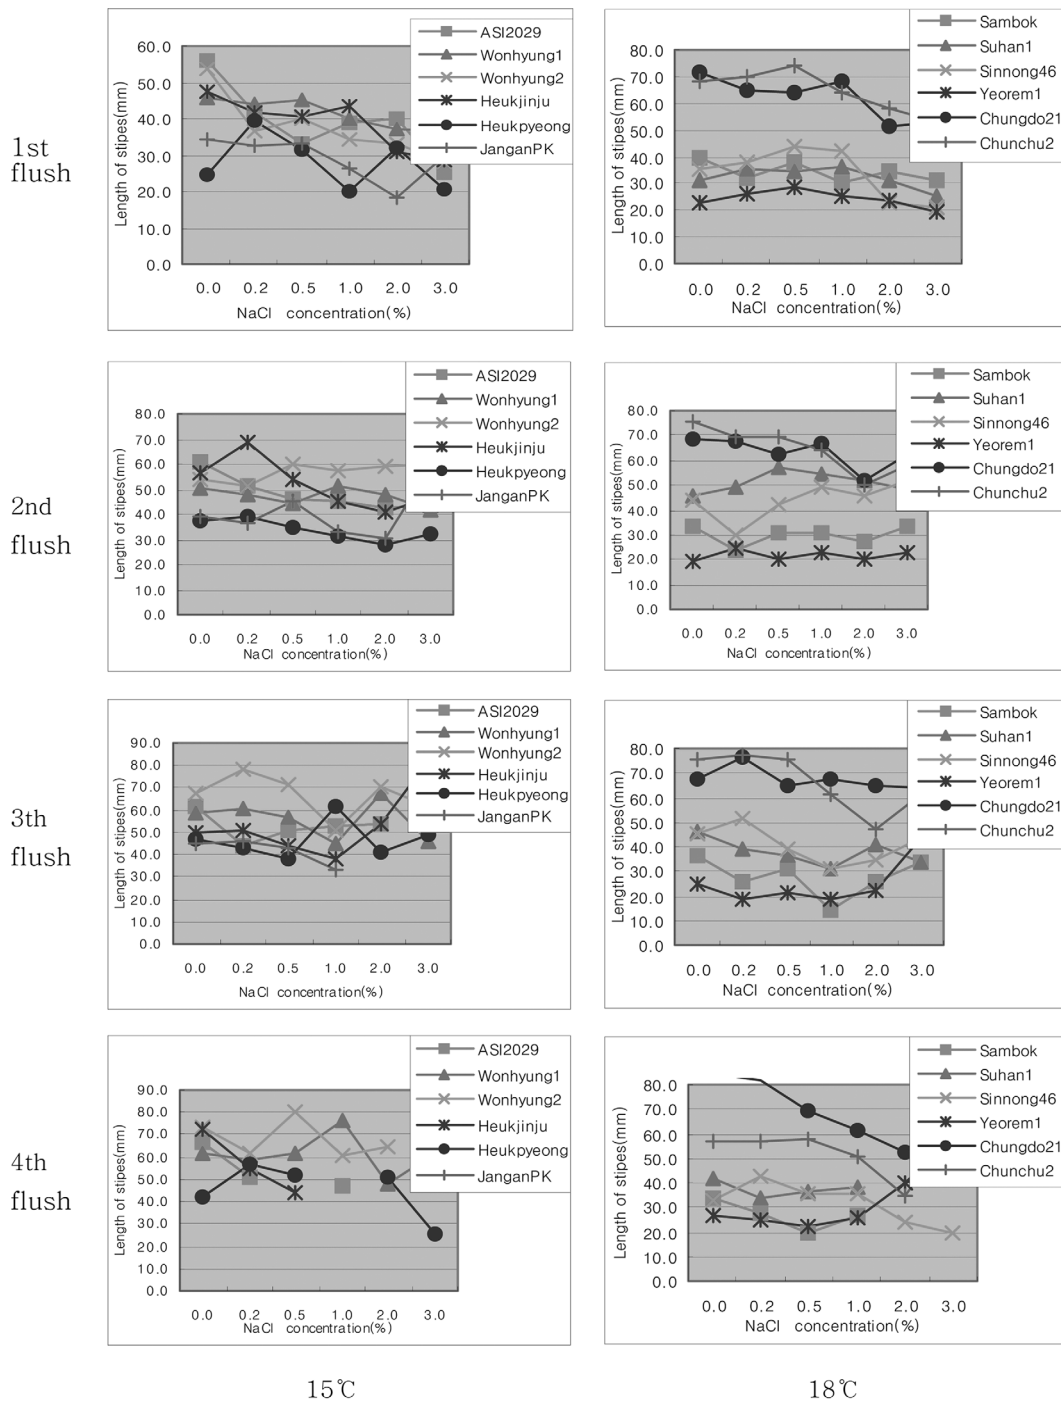 1st
flush
Length of stipes(mm)
60.0
50.0
40.0
30.0
20.0
10.0
0.0
0.0 0.2 0.5 1.0 2.0 3.0
NaCl concentration(%)
ASI2029
Wonhyung1
Wonhyung2
Heukjinju
Heukpyeong
JanganPK
Length of stipes(mm)
80.0
70.0
60.0
50.0
40.0
30.0
20.0
10.0
0.0
0.0 0.2 0.5 1.0 2.0 3.0
NaCl concentration(%)
Sambok
Suhan1
Sinnong46
Yeorem1
Chungdo21
Chunchu2
2nd
flush
Length of stipes(mm)
80.0
70.0
60.0
50.0
40.0
30.0
20.0
10.0
0.0
0.0 0.2 0.5 1.0 2.0 3.0
NaCl concentration(%)
ASI2029
Wonhyung1
Wonhyung2
Heukjinju
Heukpyeong
JanganPK
Length of stipes(mm)
80.0
70.0
60.0
50.0
40.0
30.0
20.0
10.0
0.0
0.0 0.2 0.5 1.0 2.0 3.0
NaCl concentration(%)
Sambok
Suhan1
Sinnong46
Yeorem1
Chungdo21
Chunchu2
3th
flush
Length of stipes(mm)
90.0
80.0
70.0
60.0
50.0
40.0
30.0
20.0
10.0
0.0
0.0 0.2 0.5 1.0 2.0 3.0
NaCl concentration(%)
ASI2029
Wonhyung1
Wonhyung2
Heukjinju
Heukpyeong
JanganPK
Length of stipes(mm)
80.0
70.0
60.0
50.0
40.0
30.0
20.0
10.0
0.0
0.0 0.2 0.5 1.0 2.0 3.0
NaCl concentration(%)
Sambok
Suhan1
Sinnong46
Yeorem1
Chungdo21
Chunchu2
4th
flush
Length of stipes(mm)
90.0
80.0
70.0
60.0
50.0
40.0
30.0
20.0
10.0
0.0
0.0 0.2 0.5 1.0 2.0 3.0
NaCl concentration(%)
ASI2029
Wonhyung1
Wonhyung2
Heukjinju
Heukpyeong
JanganPK
Length of stipes(mm)
80.0
70.0
60.0
50.0
40.0
30.0
20.0
10.0
0.0
0.0 0.2 0.5 1.0 2.0 3.0
NaCl concentration(%)
Sambok
Suhan1
Sinnong46
Yeorem1
Chungdo21
Chunchu2
15℃ 18℃